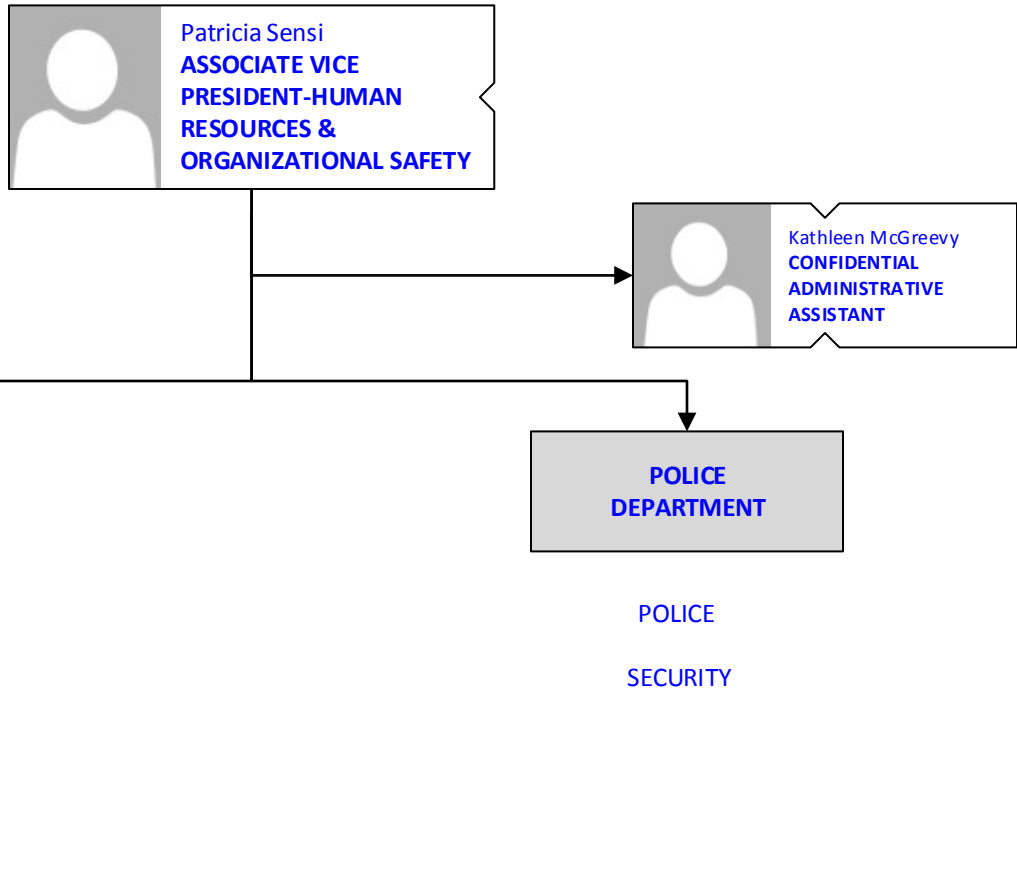 Patricia Sensi
ASSOCIATE VICE
PRESIDENT-HUMAN
RESOURCES &
ORGANIZATIONAL SAFETY
Kathleen McGreevy
CONFIDENTIAL
ADMINISTRATIVE
ASSISTANT
POLICE
DEPARTMENT
POLICE
SECURITY